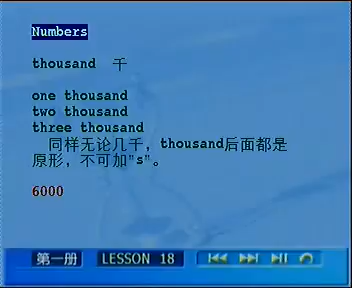 Numbers
thousand 千
one thousand
two thousand
three thousand
同样无论几千，thousand后面都是
原形，不可加"s"。
6000
第一册 LESSON 18